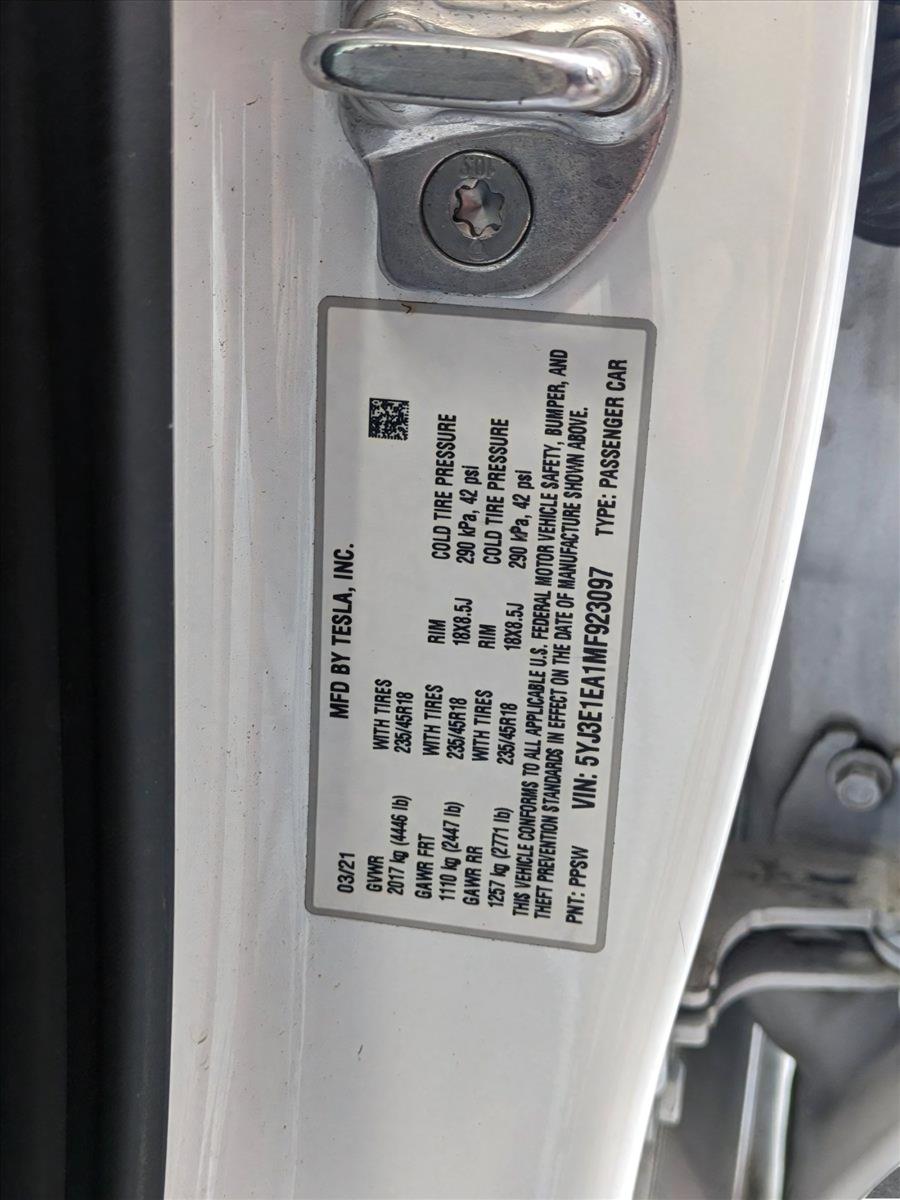 MFD BY TESLA, INC.
03/21
GVWR WITH TIRES
2017 kg (4446 lb) 235/45R18
GAWR FRT WITH TIRES RIM COLD TIRE PRESSURE
1110 kg (2447 lb) 235/45R18 18X8.5J 290 kPa, 42 psi
GAWR RR WITH TIRES RIM COLD TIRE PRESSURE
1257 kg (2771 lb) 235/45R18 18X8.5J 290 kPa, 42 psi
THIS VEHICLE CONFORMS TO ALL APPLICABLE U.S. FEDERAL MOTOR VEHICLE SAFETY, BUMPER, AND
THEFT PREVENTION STANDARDS IN EFFECT ON THE DATE OF MANUFACTURE SHOWN ABOVE.
PNT: PPSW VIN: 5YJ3E1EA1MF923097 TYPE: PASSENGER CAR